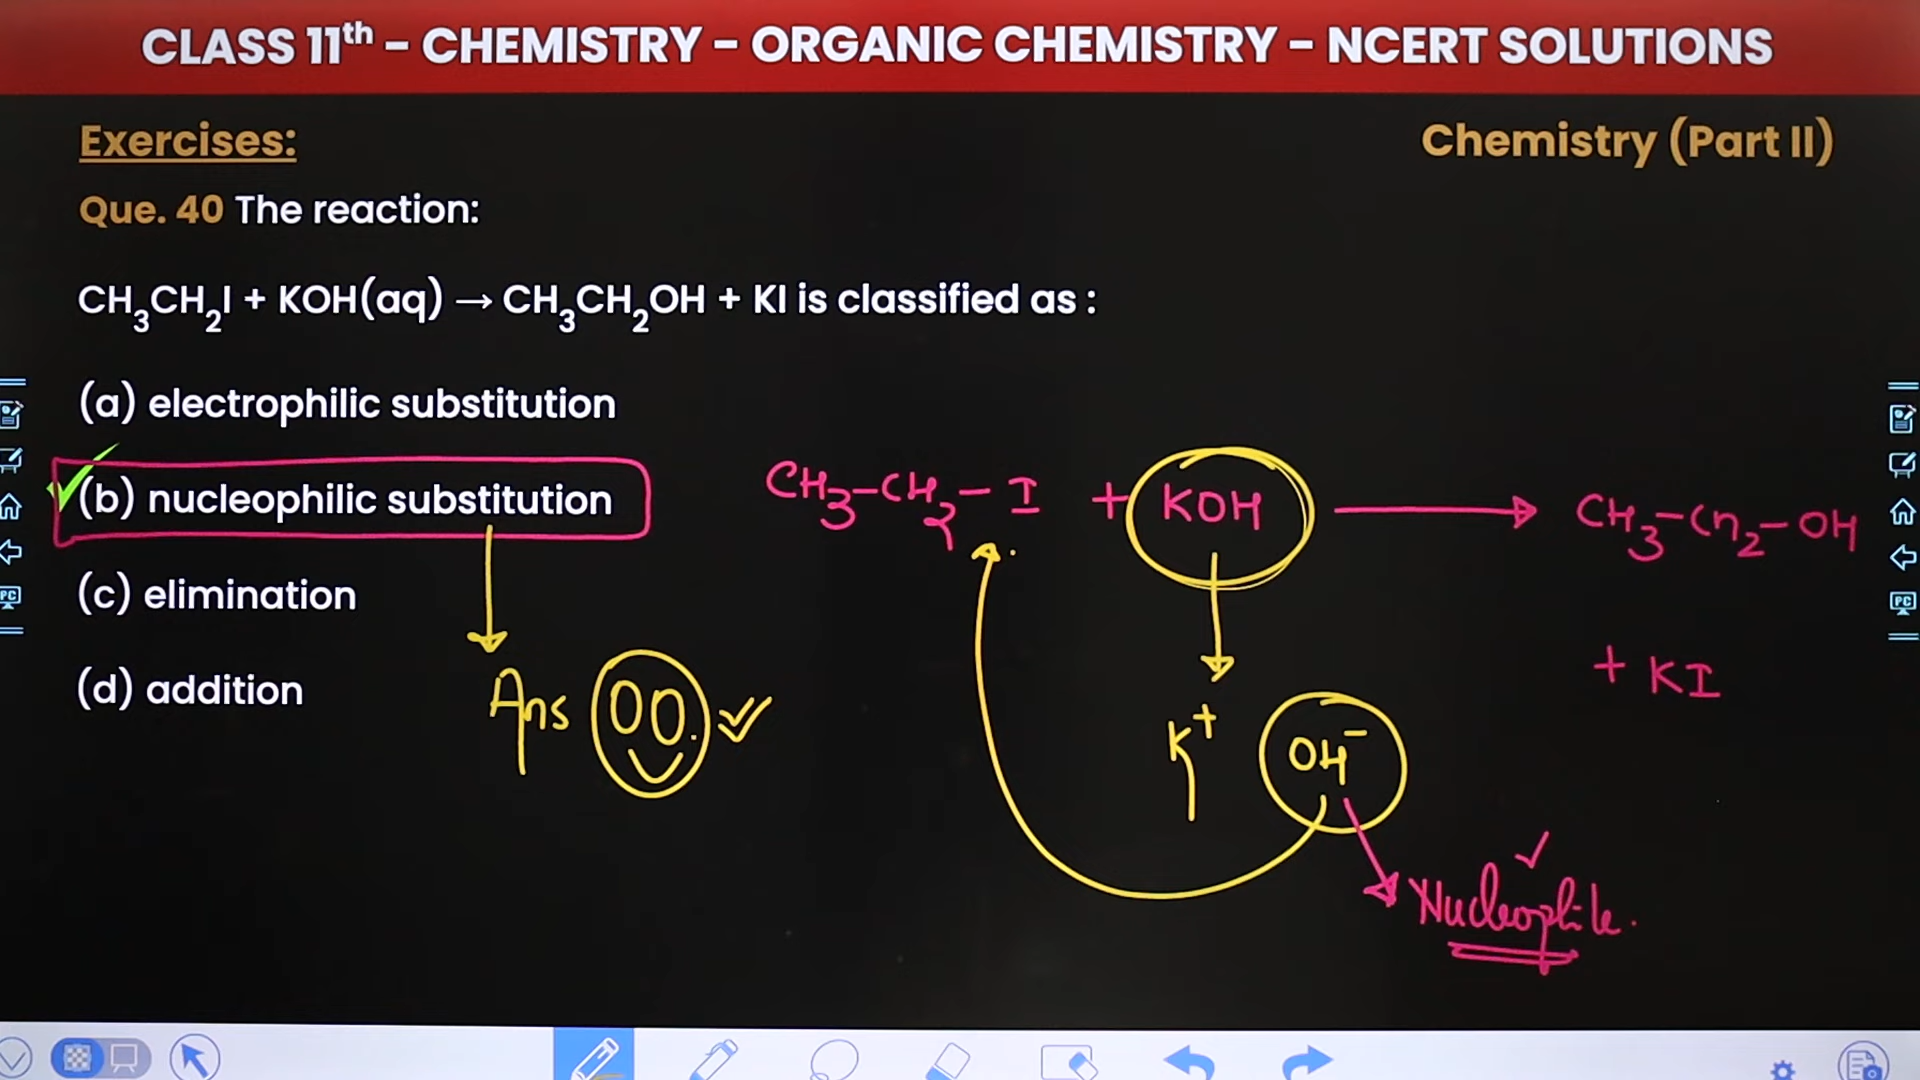 CLASS 11th - CHEMISTRY - ORGANIC CHEMISTRY - NCERT SOLUTIONS
Exercises:
Chemistry (Part II)
Que. 40 The reaction:
CH3CH2I + KOH(aq) → CH3CH2OH + KI is classified as :
(a) electrophilic substitution
(b) nucleophilic substitution
(c) elimination
(d) addition
CH3-CH2-I + KOH → CH3-CH2-OH
+ KI
Ans
K+ OH-
Nucleophile.
PC
PC